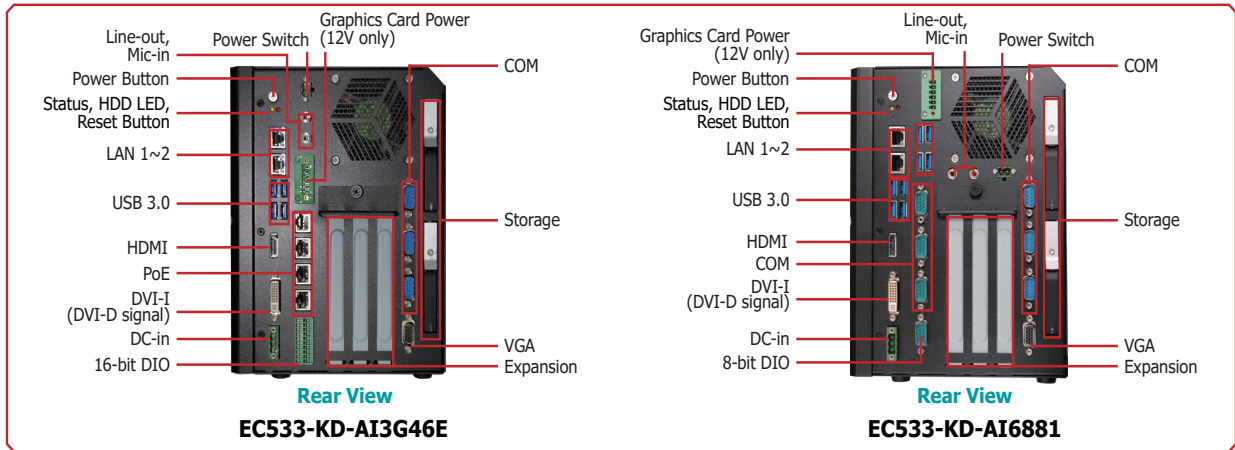 Graphics Card Power
(12V only)
Line-out,
Mic-in
Power Switch
Power Button
Status, HDD LED,
Reset Button
LAN 1~2
USB 3.0
HDMI
PoE
DVI-I
(DVI-D signal)
DC-in
16-bit DIO
COM
Storage
VGA
Expansion
Rear View
EC533-KD-AI3G46E
Line-out,
Mic-in
Graphics Card Power
(12V only)
Power Switch
Power Button
Status, HDD LED,
Reset Button
LAN 1~2
USB 3.0
HDMI
COM
DVI-I
(DVI-D signal)
DC-in
8-bit DIO
COM
Storage
VGA
Expansion
Rear View
EC533-KD-AI6881